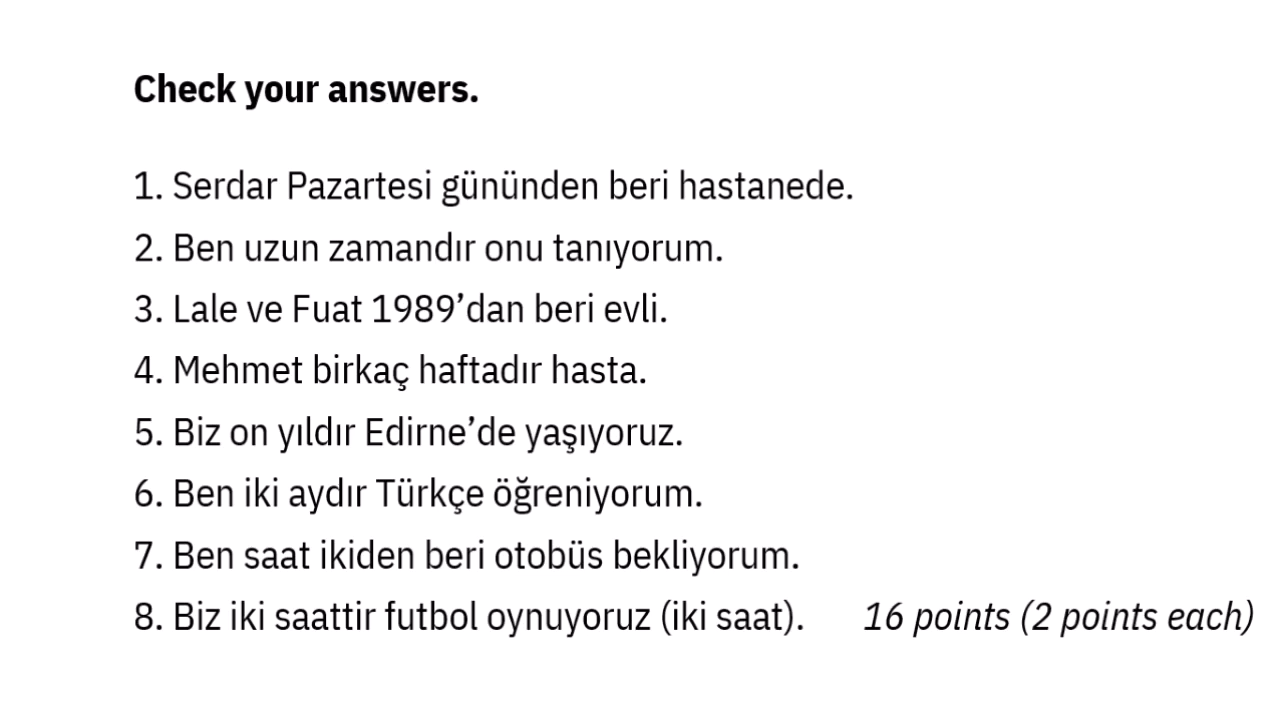 Check your answers.
1. Serdar Pazartesi gününden beri hastanede.
2. Ben uzun zamandır onu tanıyorum.
3. Lale ve Fuat 1989’dan beri evli.
4. Mehmet birkaç haftadır hasta.
5. Biz on yıldır Edirne’de yaşıyoruz.
6. Ben iki aydır Türkçe öğreniyorum.
7. Ben saat ikiden beri otobüs bekliyorum.
8. Biz iki saattir futbol oynuyoruz (iki saat). 16 points (2 points each)